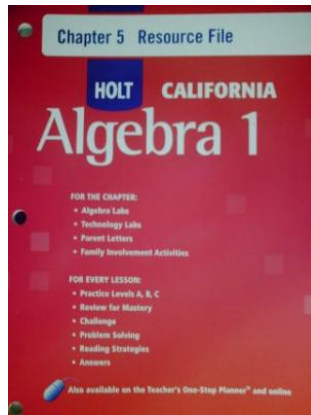 Chapter 5 Resource File
HOLT CALIFORNIA
Algebra 1
FOR THE CHAPTER:
• Algebra Labs
• Technology Labs
• Parent Letters
• Family Involvement Activities
FOR EVERY LESSON:
• Practice Levels A, B, C
• Review for Mastery
• Challenge
• Problem Solving
• Reading Strategies
• Answers
Also available on the Teacher's One-Stop Planner® and online